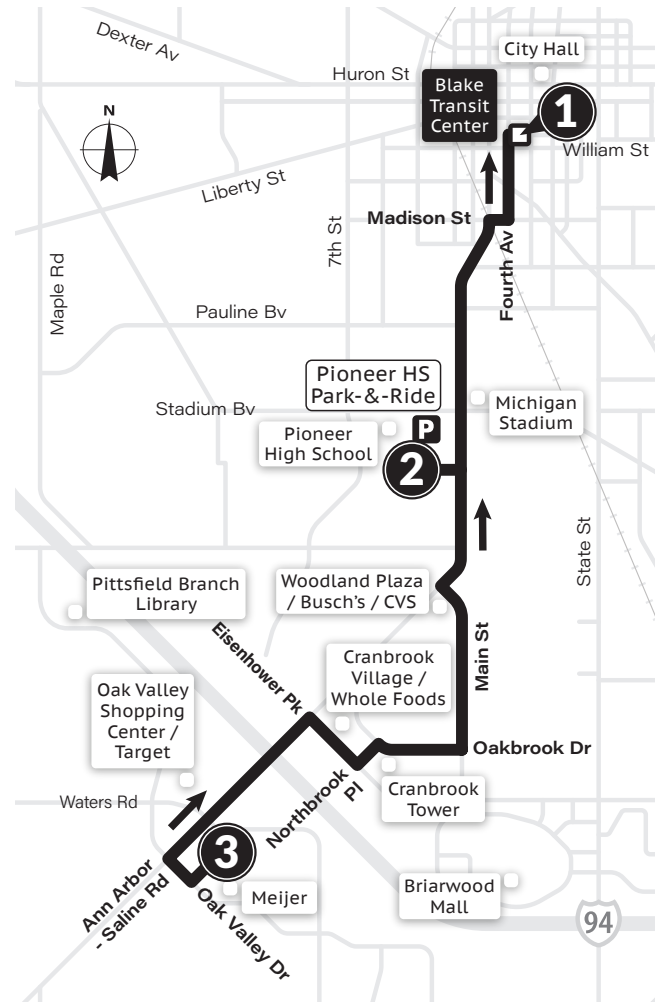 Dexter Av
City Hall
Huron St
Blake
Transit
Center
1
N
William St
Liberty St
Madison St
7th St
Fourth Av
Maple Rd
Pauline Bv
Pioneer HS
Park-&-Ride
Stadium Bv
P
Michigan
Stadium
Pioneer
High School
2
State St
Pittsfield Branch
Library
Woodland Plaza
/ Busch's / CVS
Eisenhower Pk
Main St
Cranbrook
Village /
Whole Foods
Oak Valley
Shopping
Center /
Target
Oakbrook Dr
Northbrook
Pl
Cranbrook
Tower
Waters Rd
3
Ann Arbor
- Saline Rd
Oak Valley Dr
Meijer
Briarwood
Mall
94